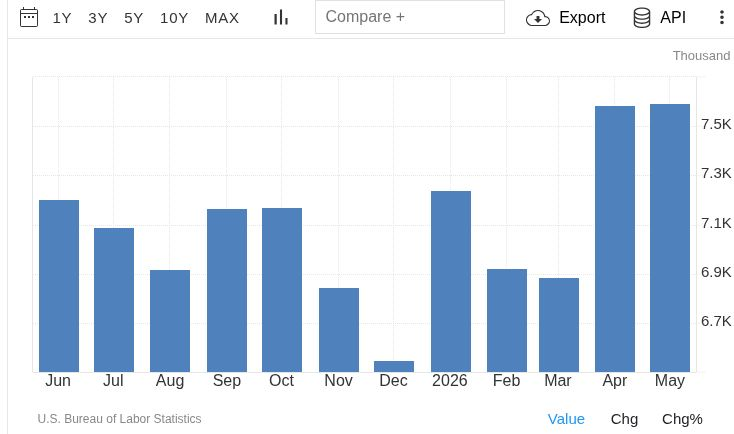 1Y 3Y 5Y 10Y MAX Compare + Export API
Thousand
7.5K
7.3K
7.1K
6.9K
6.7K
Jun Jul Aug Sep Oct Nov Dec 2026 Feb Mar Apr May
U.S. Bureau of Labor Statistics Value Chg Chg%